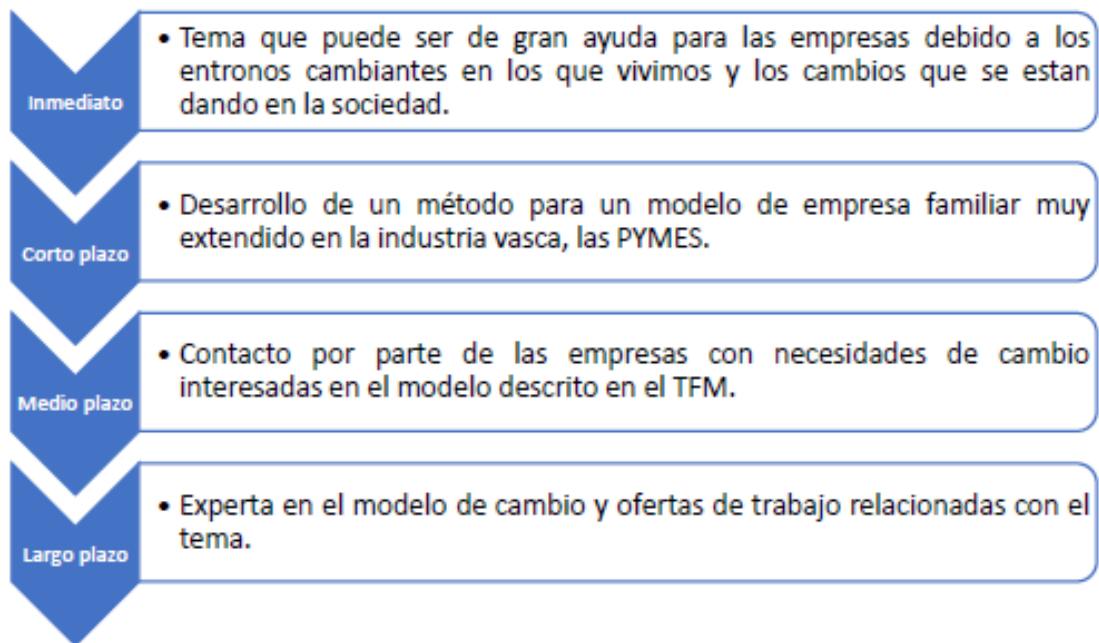 Inmediato
• Tema que puede ser de gran ayuda para las empresas debido a los
entronos cambiantes en los que vivimos y los cambios que se estan
dando en la sociedad.
Corto plazo
• Desarrollo de un método para un modelo de empresa familiar muy
extendido en la industria vasca, las PYMES.
Medio plazo
• Contacto por parte de las empresas con necesidades de cambio
interesadas en el modelo descrito en el TFM.
Largo plazo
• Experta en el modelo de cambio y ofertas de trabajo relacionadas con el
tema.